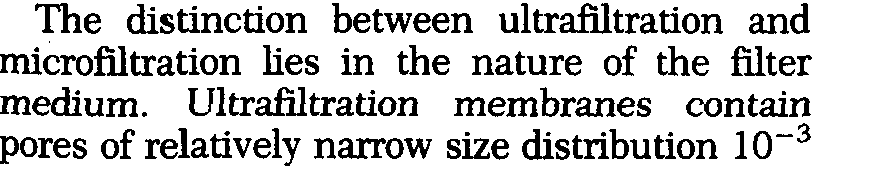 The distinction between ultrafiltration and
microfiltration lies in the nature of the filter
medium. Ultrafiltration membranes contain
pores of relatively narrow size distribution 10⁻³